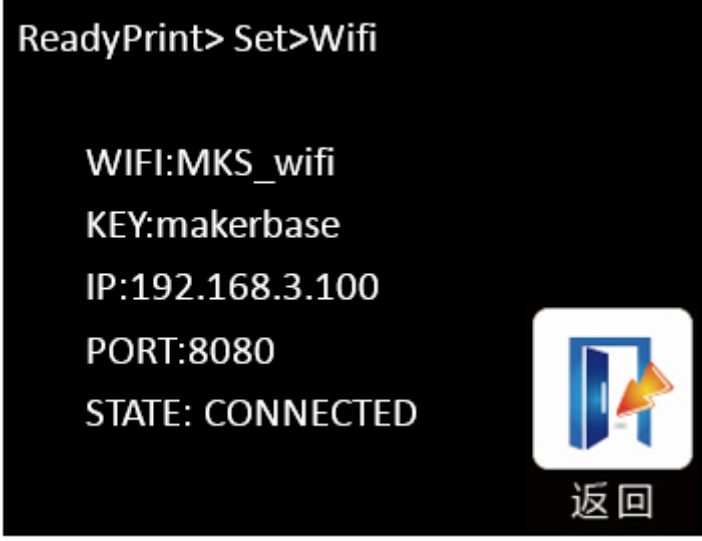 ReadyPrint> Set>Wifi
WIFI:MKS_wifi
KEY:makerbase
IP:192.168.3.100
PORT:8080
STATE: CONNECTED
返回